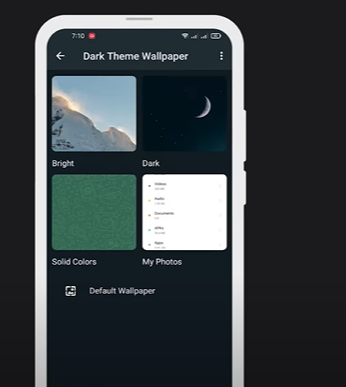 7:10
Dark Theme Wallpaper
Bright
Dark
Solid Colors
My Photos
Videos
Audio
Documents
APKs
Apps
Default Wallpaper